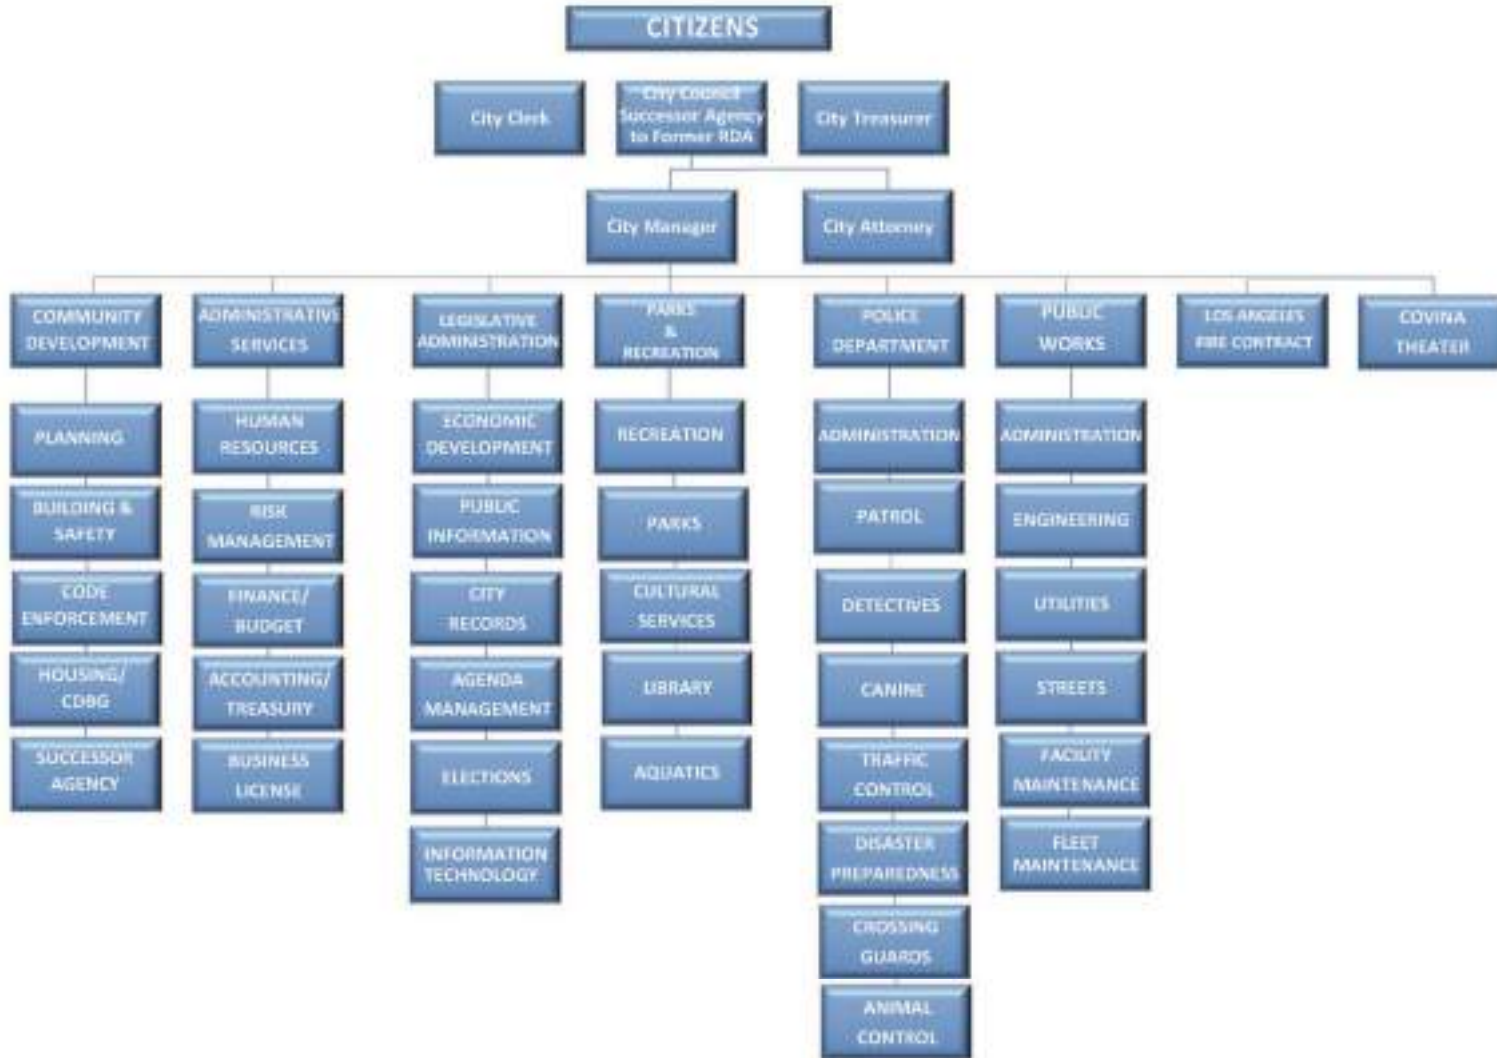 CITIZENS
City Clerk
City Council
Successor Agency
to Former RDA
City Treasurer
City Manager
City Attorney
COMMUNITY
DEVELOPMENT
PLANNING
BUILDING &
SAFETY
CODE
ENFORCEMENT
HOUSING/
CDBG
SUCCESSOR
AGENCY
ADMINISTRATIVE
SERVICES
HUMAN
RESOURCES
RISK
MANAGEMENT
FINANCE/
BUDGET
ACCOUNTING/
TREASURY
BUSINESS
LICENSE
LEGISLATIVE
ADMINISTRATION
ECONOMIC
DEVELOPMENT
PUBLIC
INFORMATION
CITY
RECORDS
AGENDA
MANAGEMENT
ELECTIONS
INFORMATION
TECHNOLOGY
PARKS
&
RECREATION
RECREATION
PARKS
CULTURAL
SERVICES
LIBRARY
AQUATICS
POLICE
DEPARTMENT
ADMINISTRATION
PATROL
DETECTIVES
CANINE
TRAFFIC
CONTROL
DISASTER
PREPAREDNESS
CROSSING
GUARDS
ANIMAL
CONTROL
PUBLIC
WORKS
ADMINISTRATION
ENGINEERING
UTILITIES
STREETS
FACILITY
MAINTENANCE
FLEET
MAINTENANCE
LOS ANGELES
FIRE CONTRACT
COVINA
THEATER